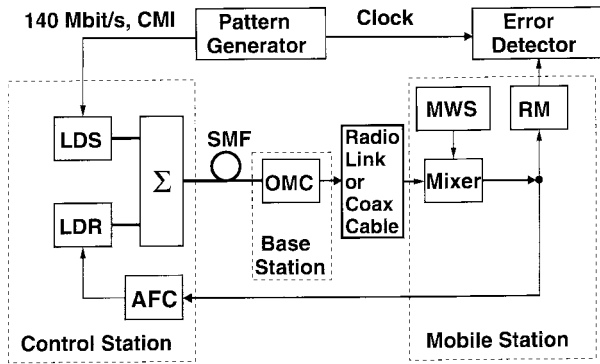 140 Mbit/s, CMI
Pattern
Generator
Clock
Error
Detector
LDS
LDR
Σ
AFC
Control Station
SMF
OMC
Base
Station
Radio
Link
or
Coax
Cable
MWS
RM
Mixer
Mobile Station